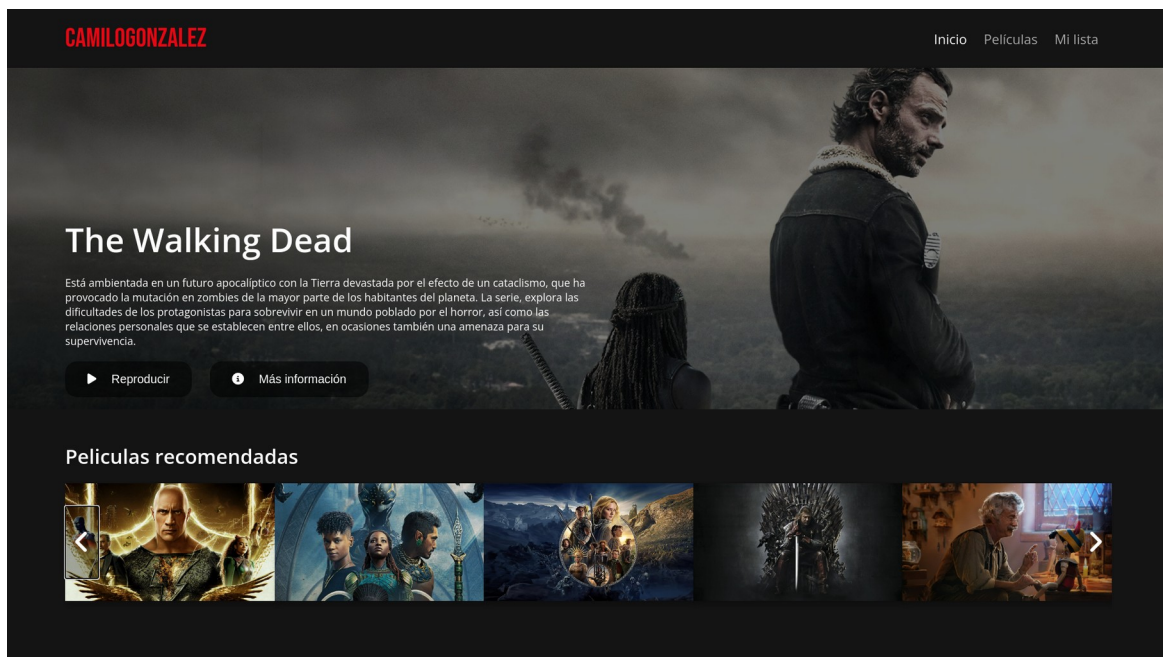 CAMILOGONZALEZ
Inicio Películas Mi lista
The Walking Dead
Está ambientada en un futuro apocalíptico con la Tierra devastada por el efecto de un cataclismo, que ha
provocado la mutación en zombies de la mayor parte de los habitantes del planeta. La serie, explora las
dificultades de los protagonistas para sobrevivir en un mundo poblado por el horror, así como las
relaciones personales que se establecen entre ellos, en ocasiones también una amenaza para su
supervivencia.
Reproducir Más información
Peliculas recomendadas